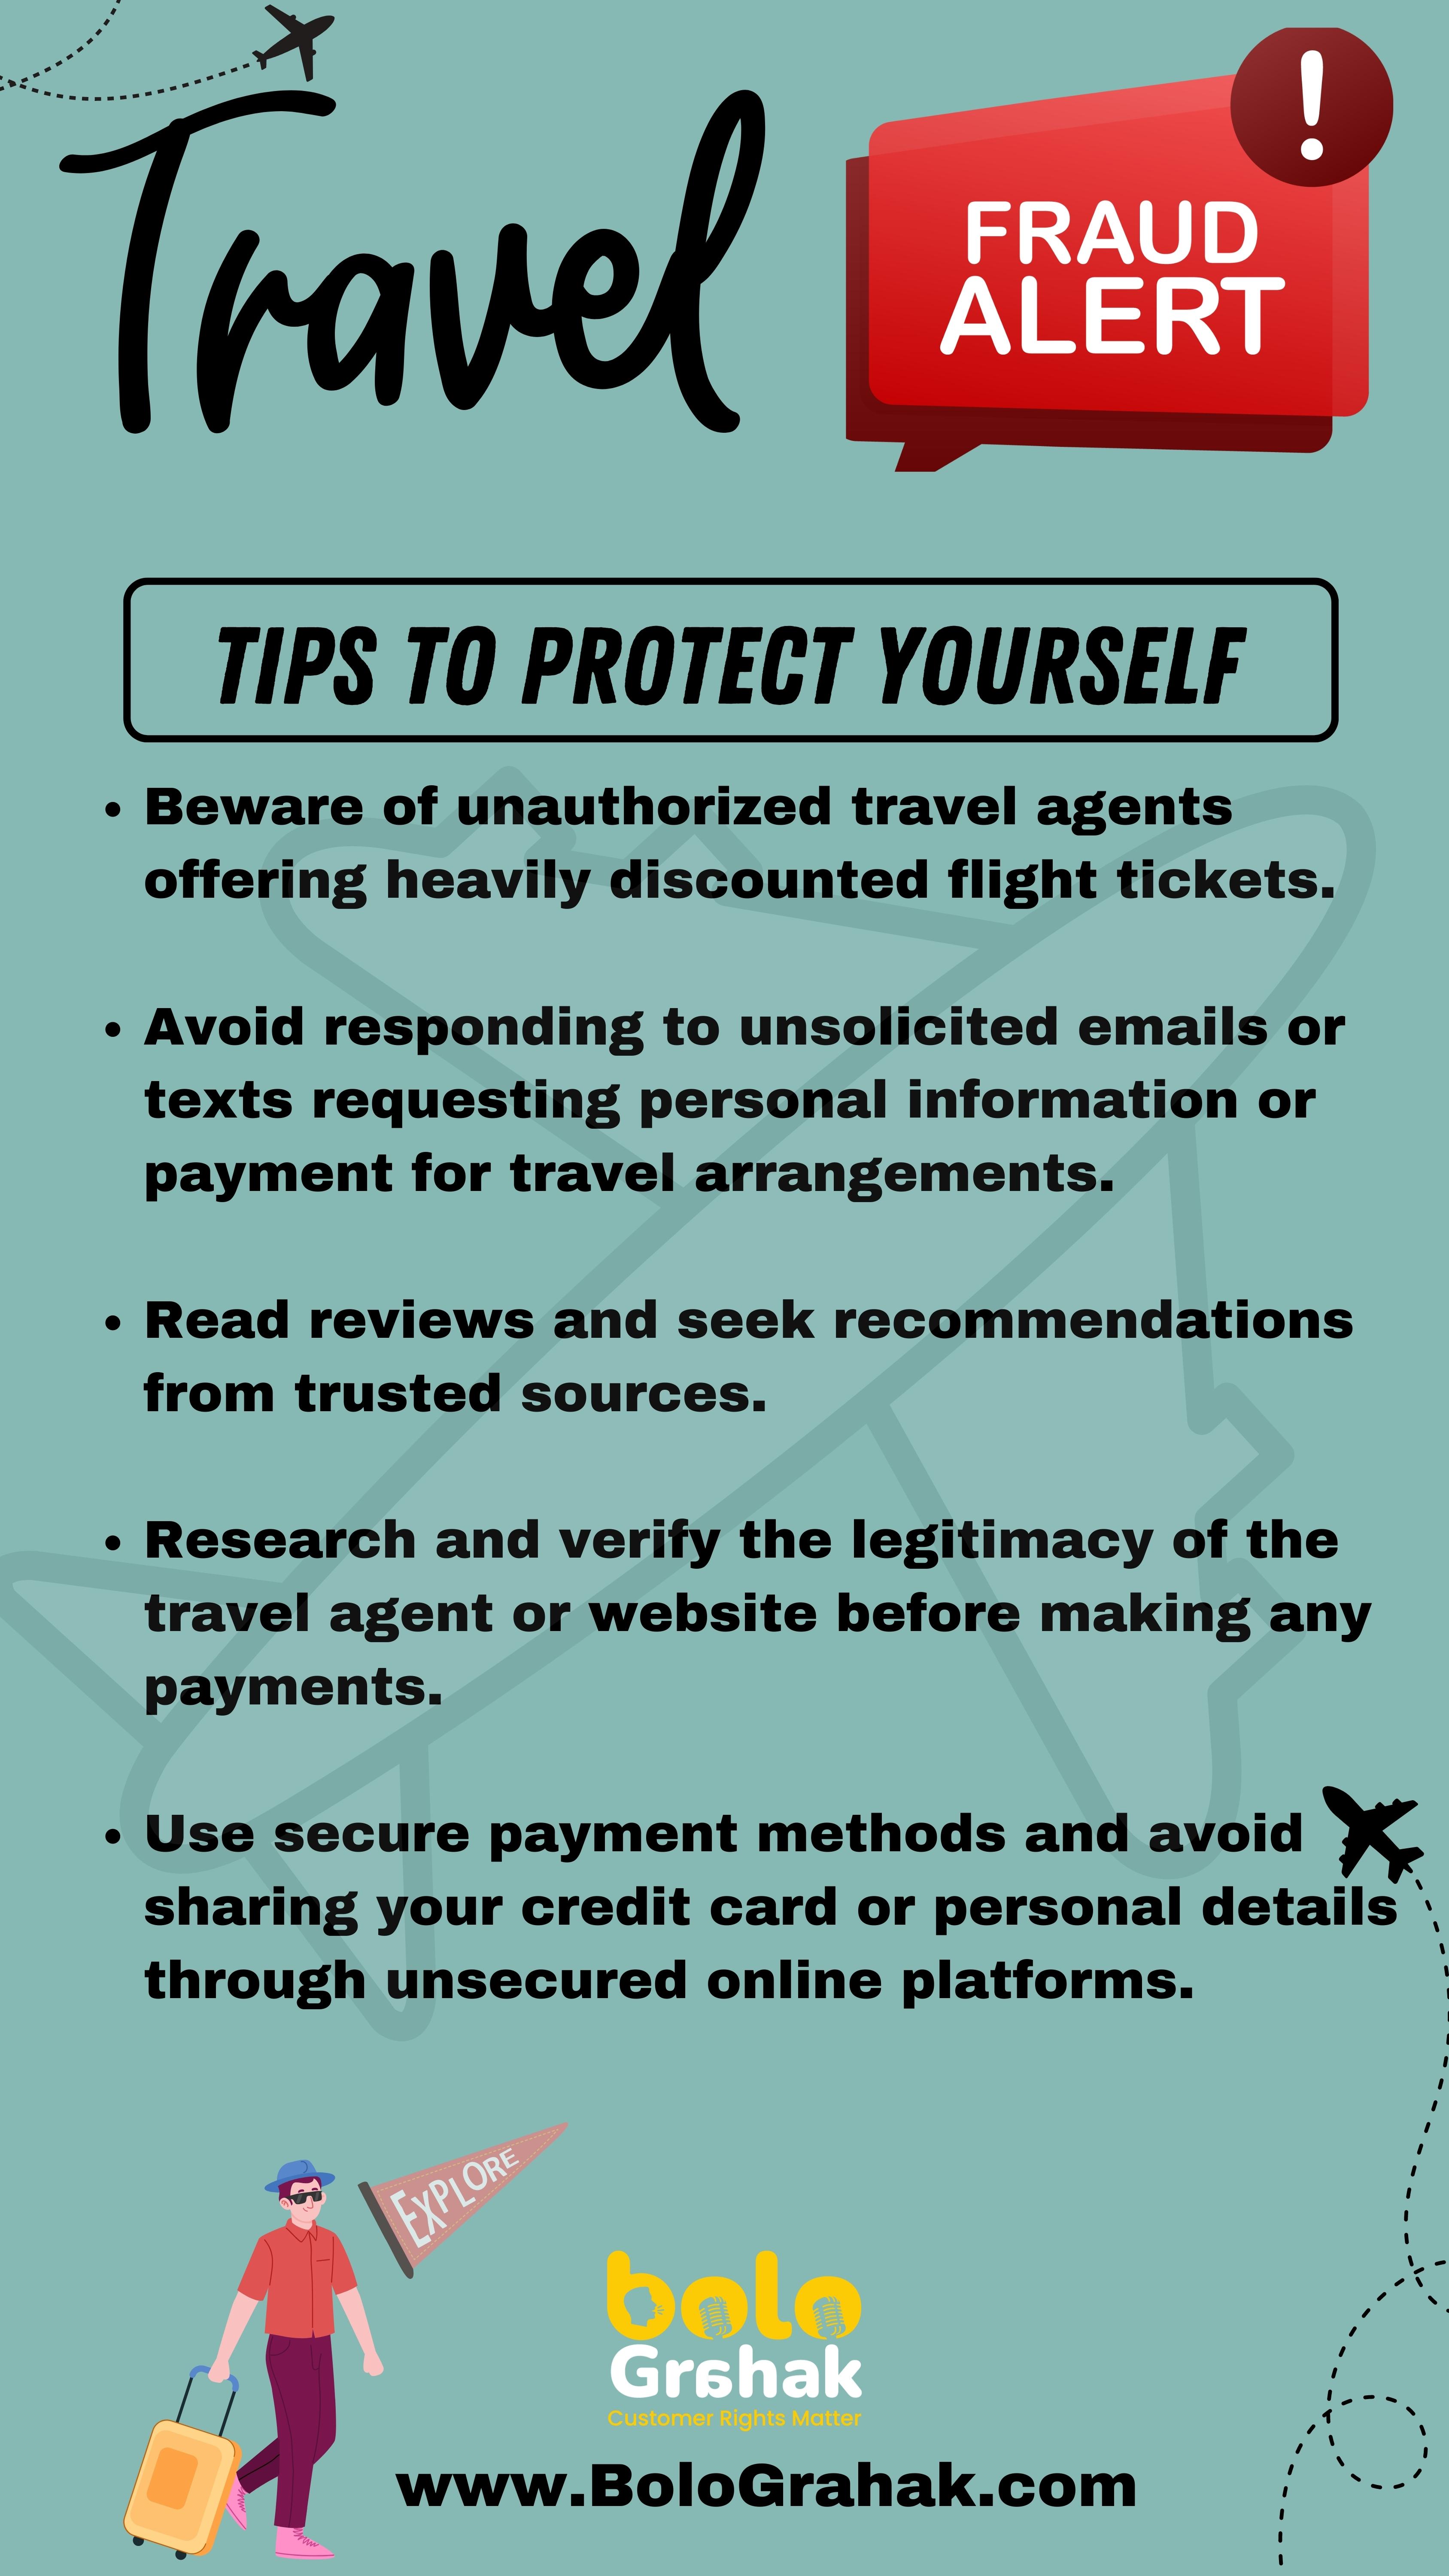 Travel
FRAUD
ALERT
!
TIPS TO PROTECT YOURSELF
• Beware of unauthorized travel agents
offering heavily discounted flight tickets.
• Avoid responding to unsolicited emails or
texts requesting personal information or
payment for travel arrangements.
• Read reviews and seek recommendations
from trusted sources.
• Research and verify the legitimacy of the
travel agent or website before making any
payments.
• Use secure payment methods and avoid
sharing your credit card or personal details
through unsecured online platforms.
EXPLORE
bolo
Grahak
Customer Rights Matter
www.BoloGrahak.com